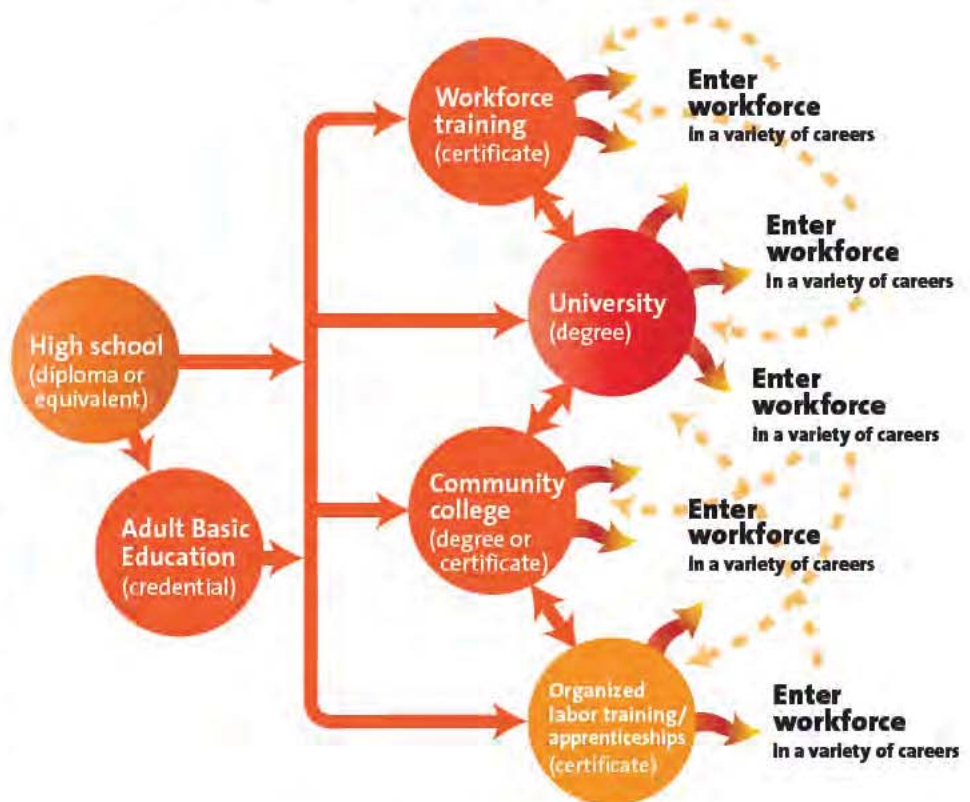 Workforce
training
(certificate)
Enter
workforce
in a variety of careers
Enter
workforce
in a variety of careers
University
(degree)
High school
(diploma or
equivalent)
Enter
workforce
in a variety of careers
Community
college
(degree or
certificate)
Enter
workforce
in a variety of careers
Adult Basic
Education
(credential)
Organized
labor training/
apprenticeships
(certificate)
Enter
workforce
in a variety of careers